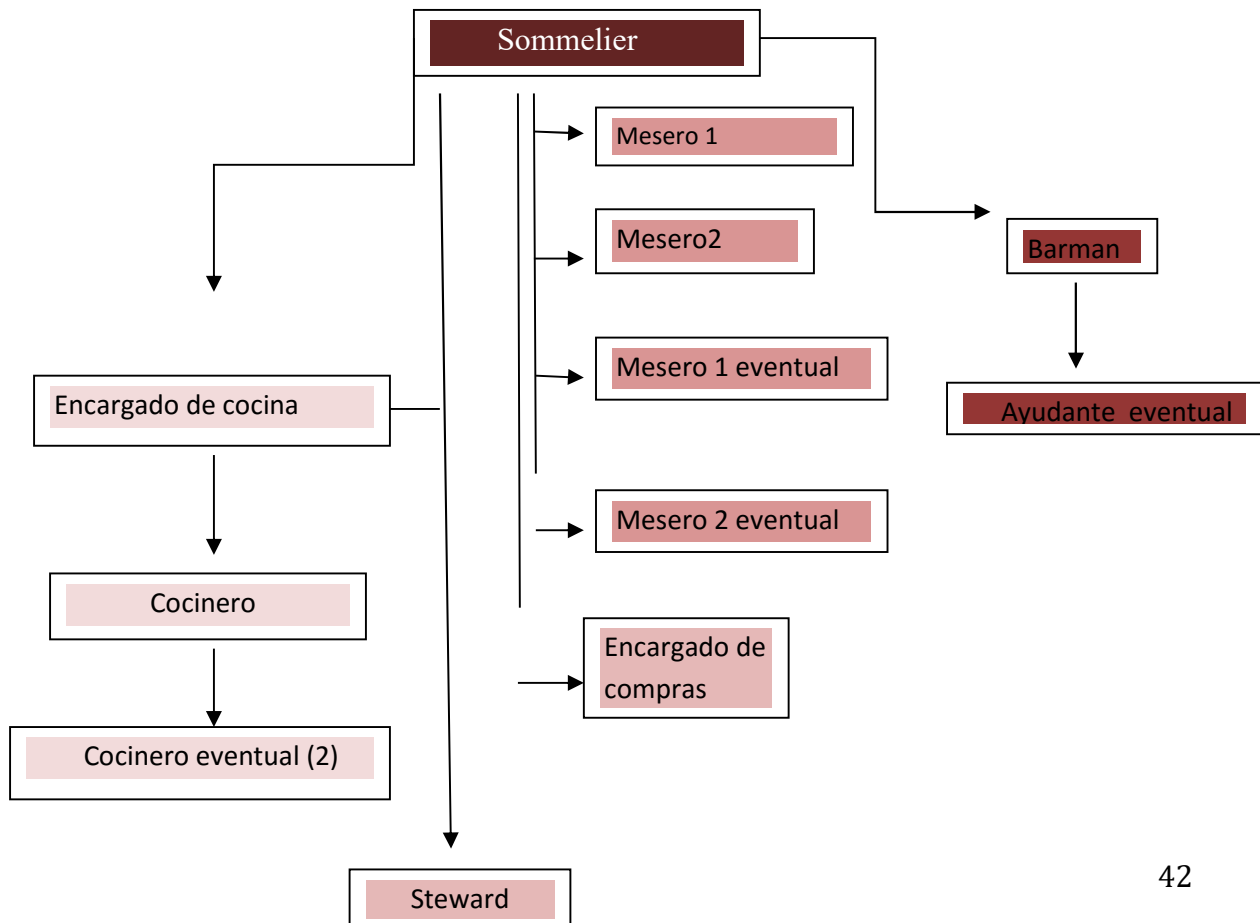 Sommelier
Mesero 1
Mesero2
Barman
Mesero 1 eventual
Encargado de cocina
Ayudante eventual
Mesero 2 eventual
Cocinero
Encargado de
compras
Cocinero eventual (2)
Steward
42